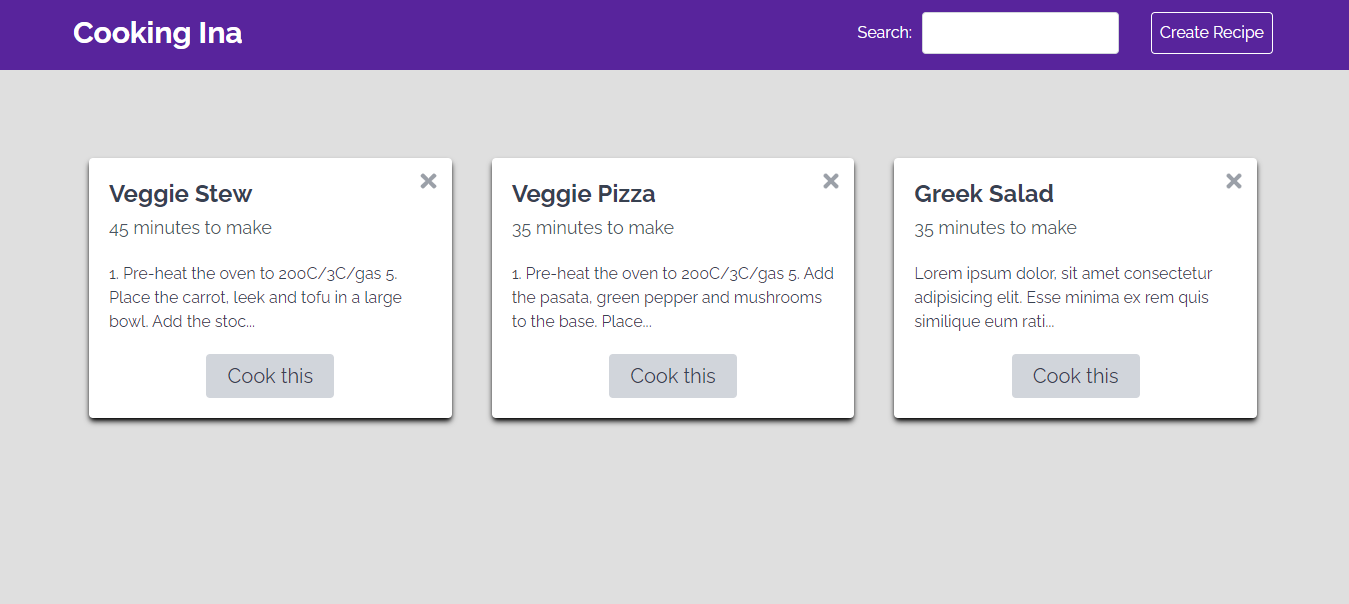 Cooking Ina
Search:
Create Recipe
Veggie Stew
45 minutes to make
1. Pre-heat the oven to 200C/3C/gas 5.
Place the carrot, leek and tofu in a large
bowl. Add the stoc...
Cook this
Veggie Pizza
35 minutes to make
1. Pre-heat the oven to 200C/3C/gas 5. Add
the pasata, green pepper and mushrooms
to the base. Place...
Cook this
Greek Salad
35 minutes to make
Lorem ipsum dolor, sit amet consectetur
adipisicing elit. Esse minima ex rem quis
similique eum rati...
Cook this